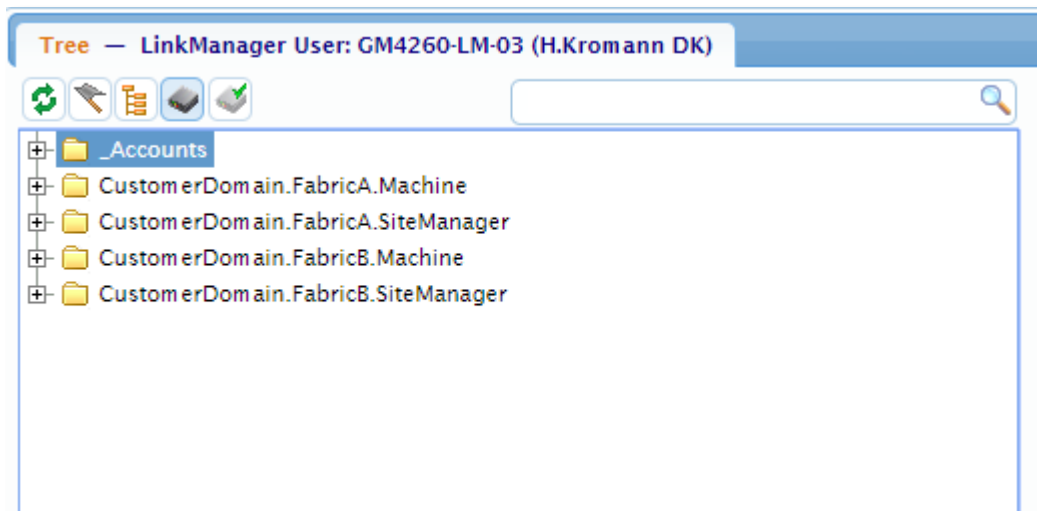 Tree — LinkManager User: GM4260-LM-03 (H.Kromann DK)
_Accounts
CustomerDomain.FabricA.Machine
CustomerDomain.FabricA.SiteManager
CustomerDomain.FabricB.Machine
CustomerDomain.FabricB.SiteManager